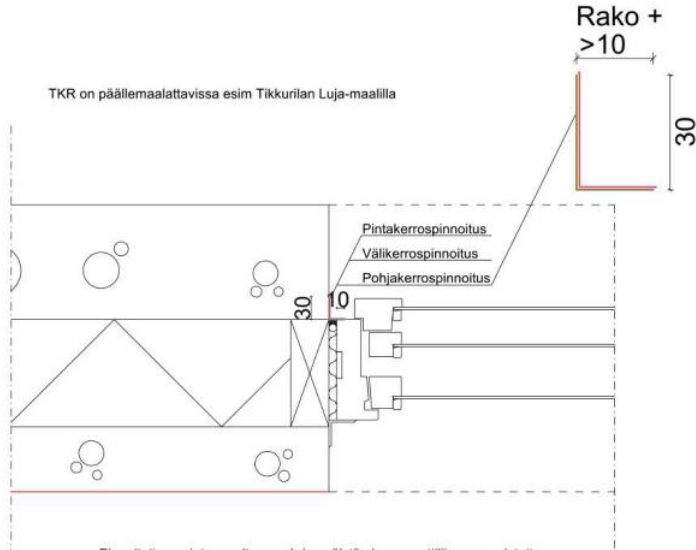 Rako +
>10
TKR on päällemaalattavissa esim Tikkurilan Luja-maalilla
30
Pintakerrospinnoitus
Välikerrospinnoitus
Pohjakerrospinnoitus
30
10